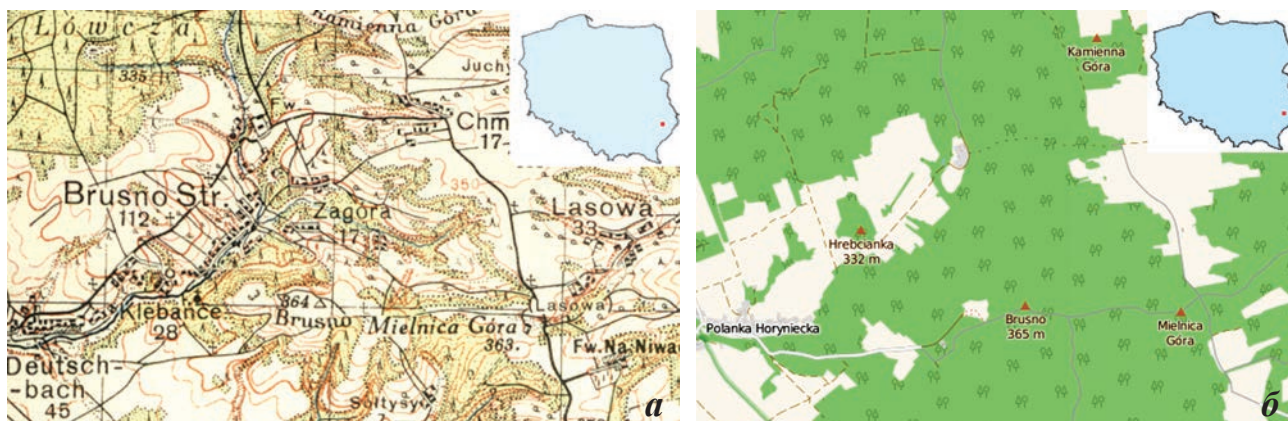 Łówcza
Kamienna
Góra
335
Juchy
Fw.
Chm
17
350
Brusno Str.
112
Zagóra
17
Lasowa
33
Klebańce
28
364
Brusno
Mielnica Góra
363.
Lasowa
Fw. Na Niwa
Deutsch-
-bach
45
Sołtysy
а
Kamienna
Góra
Hrebcianka
332 m
Polanka Horyniecka
Brusno
365 m
Mielnica
Góra
б